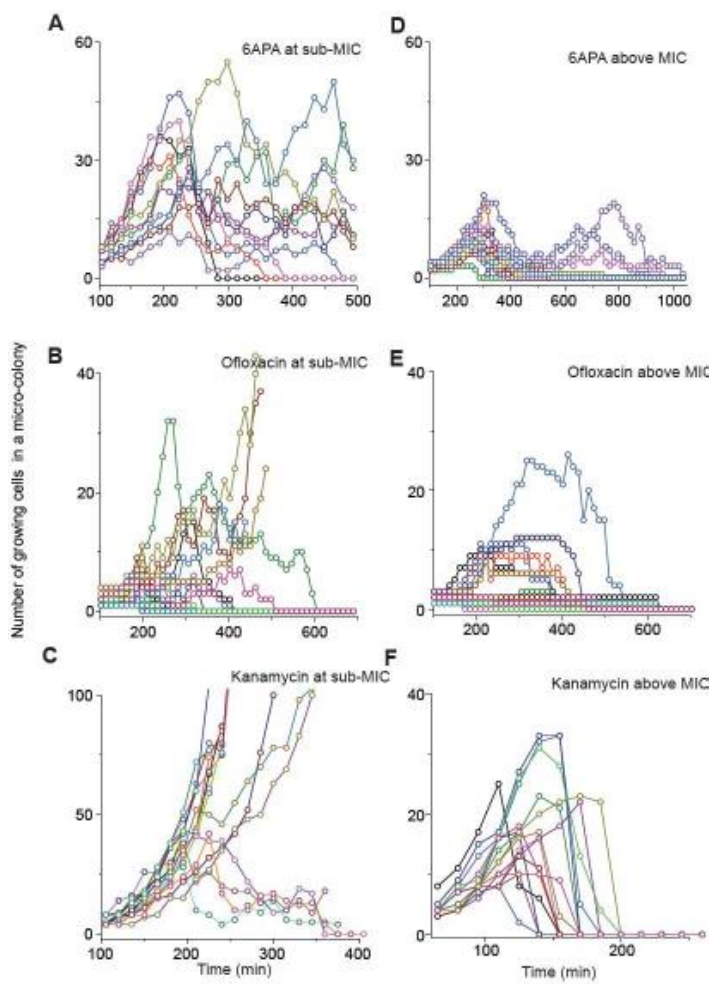 A
6APA at sub-MIC
60
30
0
100 200 300 400 500
D
6APA above MIC
60
30
0
200 400 600 800 1000
Number of growing cells in a micro-colony
B
Ofloxacin at sub-MIC
40
20
0
200 400 600
E
Ofloxacin above MIC
40
20
0
200 400 600
C
Kanamycin at sub-MIC
100
50
0
100 200 300 400
Time (min)
F
Kanamycin above MIC
40
20
0
100 200
Time (min)